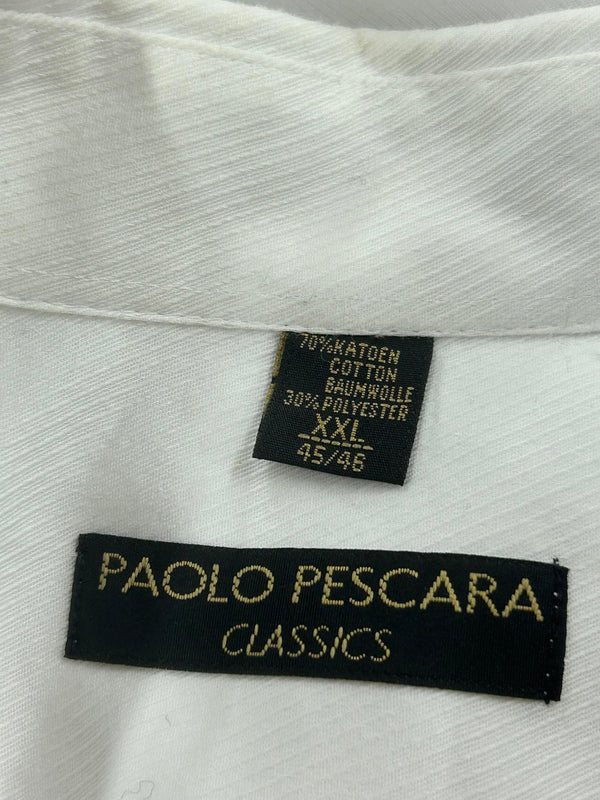 70% KATOEN
COTTON
BAUMWOLLE
30% POLYESTER
XXL
45/46
PAOLO PESCARA
CLASSICS